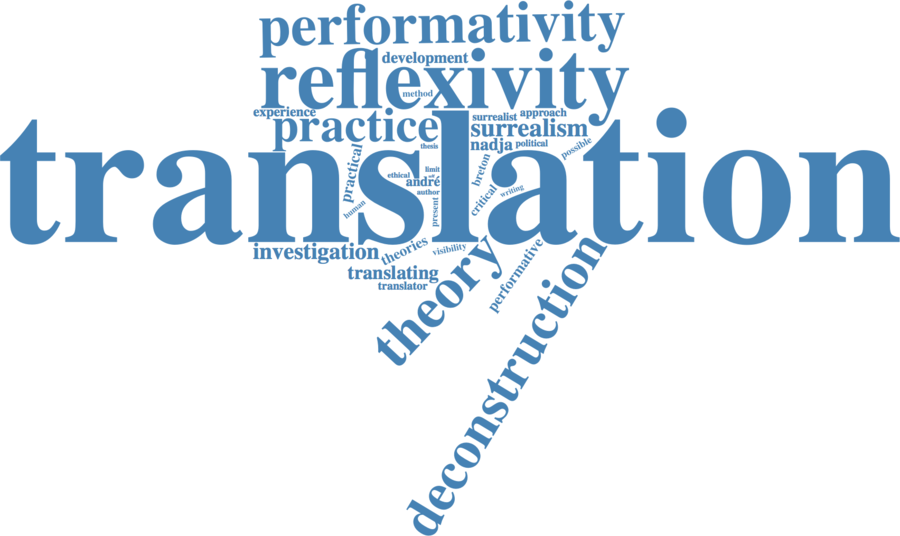 performativity
development
reflexivity
method
experience
surrealist
approach
practice
surrealism
thesis
nadja
political
possible
translation
practical
breton
limit
ethical
andré
author
critical
writing
human
present
investigation
theories
visibility
theory
performative
translating
translator
deconstruction